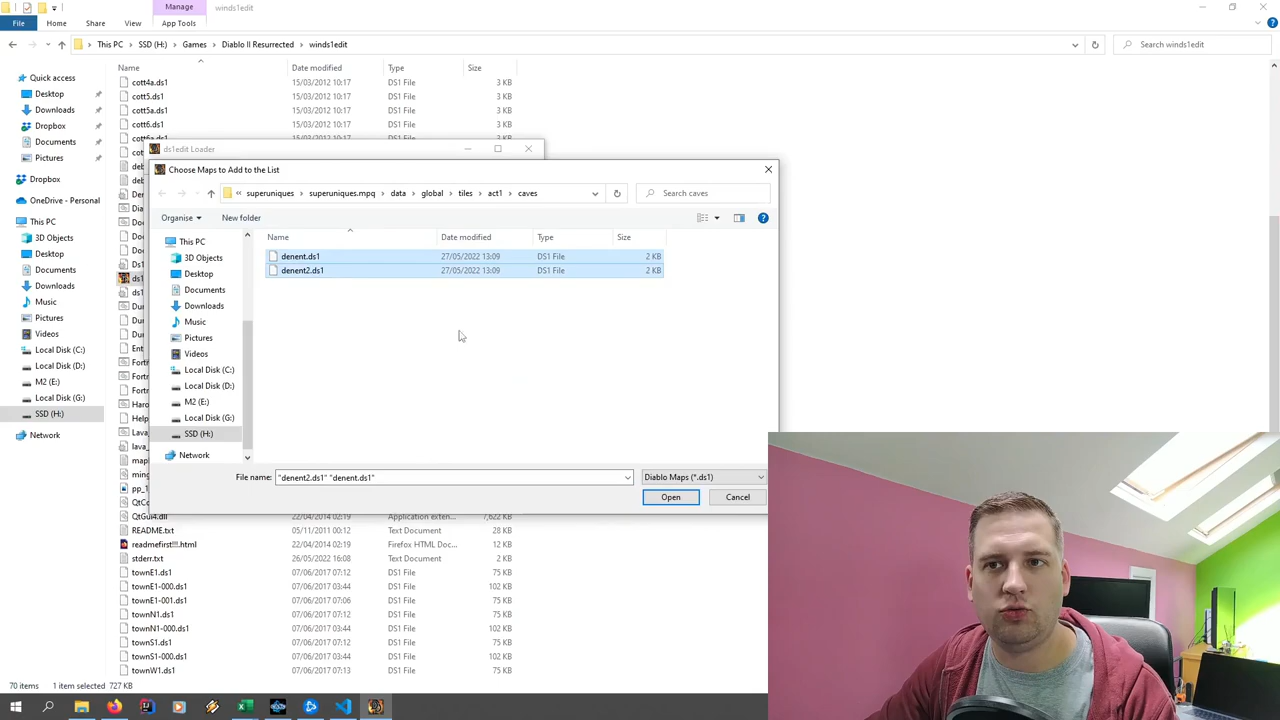 Manage
winds1edit
File
Home
Share
View
App Tools
This PC
SSD (H:)
Games
Diablo II Resurrected
winds1edit
Search winds1edit
Name
Date modified
Type
Size
Quick access
Desktop
Downloads
Dropbox
Documents
Pictures
Dropbox
OneDrive - Personal
This PC
3D Objects
Desktop
Documents
Downloads
Music
Pictures
Videos
Local Disk (C:)
Local Disk (D:)
M2 (E:)
Local Disk (G:)
SSD (H:)
Network
cott4a.ds1 15/03/2012 10:17 DS1 File 3 KB
cott5.ds1 15/03/2012 10:17 DS1 File 3 KB
cott5a.ds1 15/03/2012 10:17 DS1 File 3 KB
cott6.ds1 15/03/2012 10:17 DS1 File 3 KB
cott6a.ds1 15/03/2012 10:17 DS1 File 3 KB
ds1edit Loader
Choose Maps to Add to the List
« superuniques
superuniques.mpq
data
global
tiles
act1
caves
Search caves
Organise
New folder
This PC
3D Objects
Desktop
Documents
Downloads
Music
Pictures
Videos
Local Disk (C:)
Local Disk (D:)
M2 (E:)
Local Disk (G:)
SSD (H:)
Network
Name
Date modified
Type
Size
denent.ds1 27/05/2022 13:09 DS1 File 2 KB
denent2.ds1 27/05/2022 13:09 DS1 File 2 KB
File name:
"denent2.ds1" "denent.ds1"
Diablo Maps (*.ds1)
Open
Cancel
QtGui4.dll 22/04/2014 02:19 Application exten... 7,622 KB
README.txt 05/11/2011 00:12 Text Document 28 KB
readmefirst!!!.html 22/04/2014 02:19 Firefox HTML Doc... 12 KB
stderr.txt 26/05/2022 16:08 Text Document 2 KB
townE1.ds1 07/06/2017 07:12 DS1 File 75 KB
townE1-000.ds1 07/06/2017 03:44 DS1 File 102 KB
townE1-001.ds1 07/06/2017 07:06 DS1 File 75 KB
townN1.ds1 07/06/2017 07:12 DS1 File 75 KB
townN1-000.ds1 07/06/2017 03:44 DS1 File 102 KB
townS1.ds1 07/06/2017 07:12 DS1 File 75 KB
townS1-000.ds1 07/06/2017 03:44 DS1 File 102 KB
townW1.ds1 07/06/2017 07:13 DS1 File 75 KB
70 items
1 item selected 727 KB